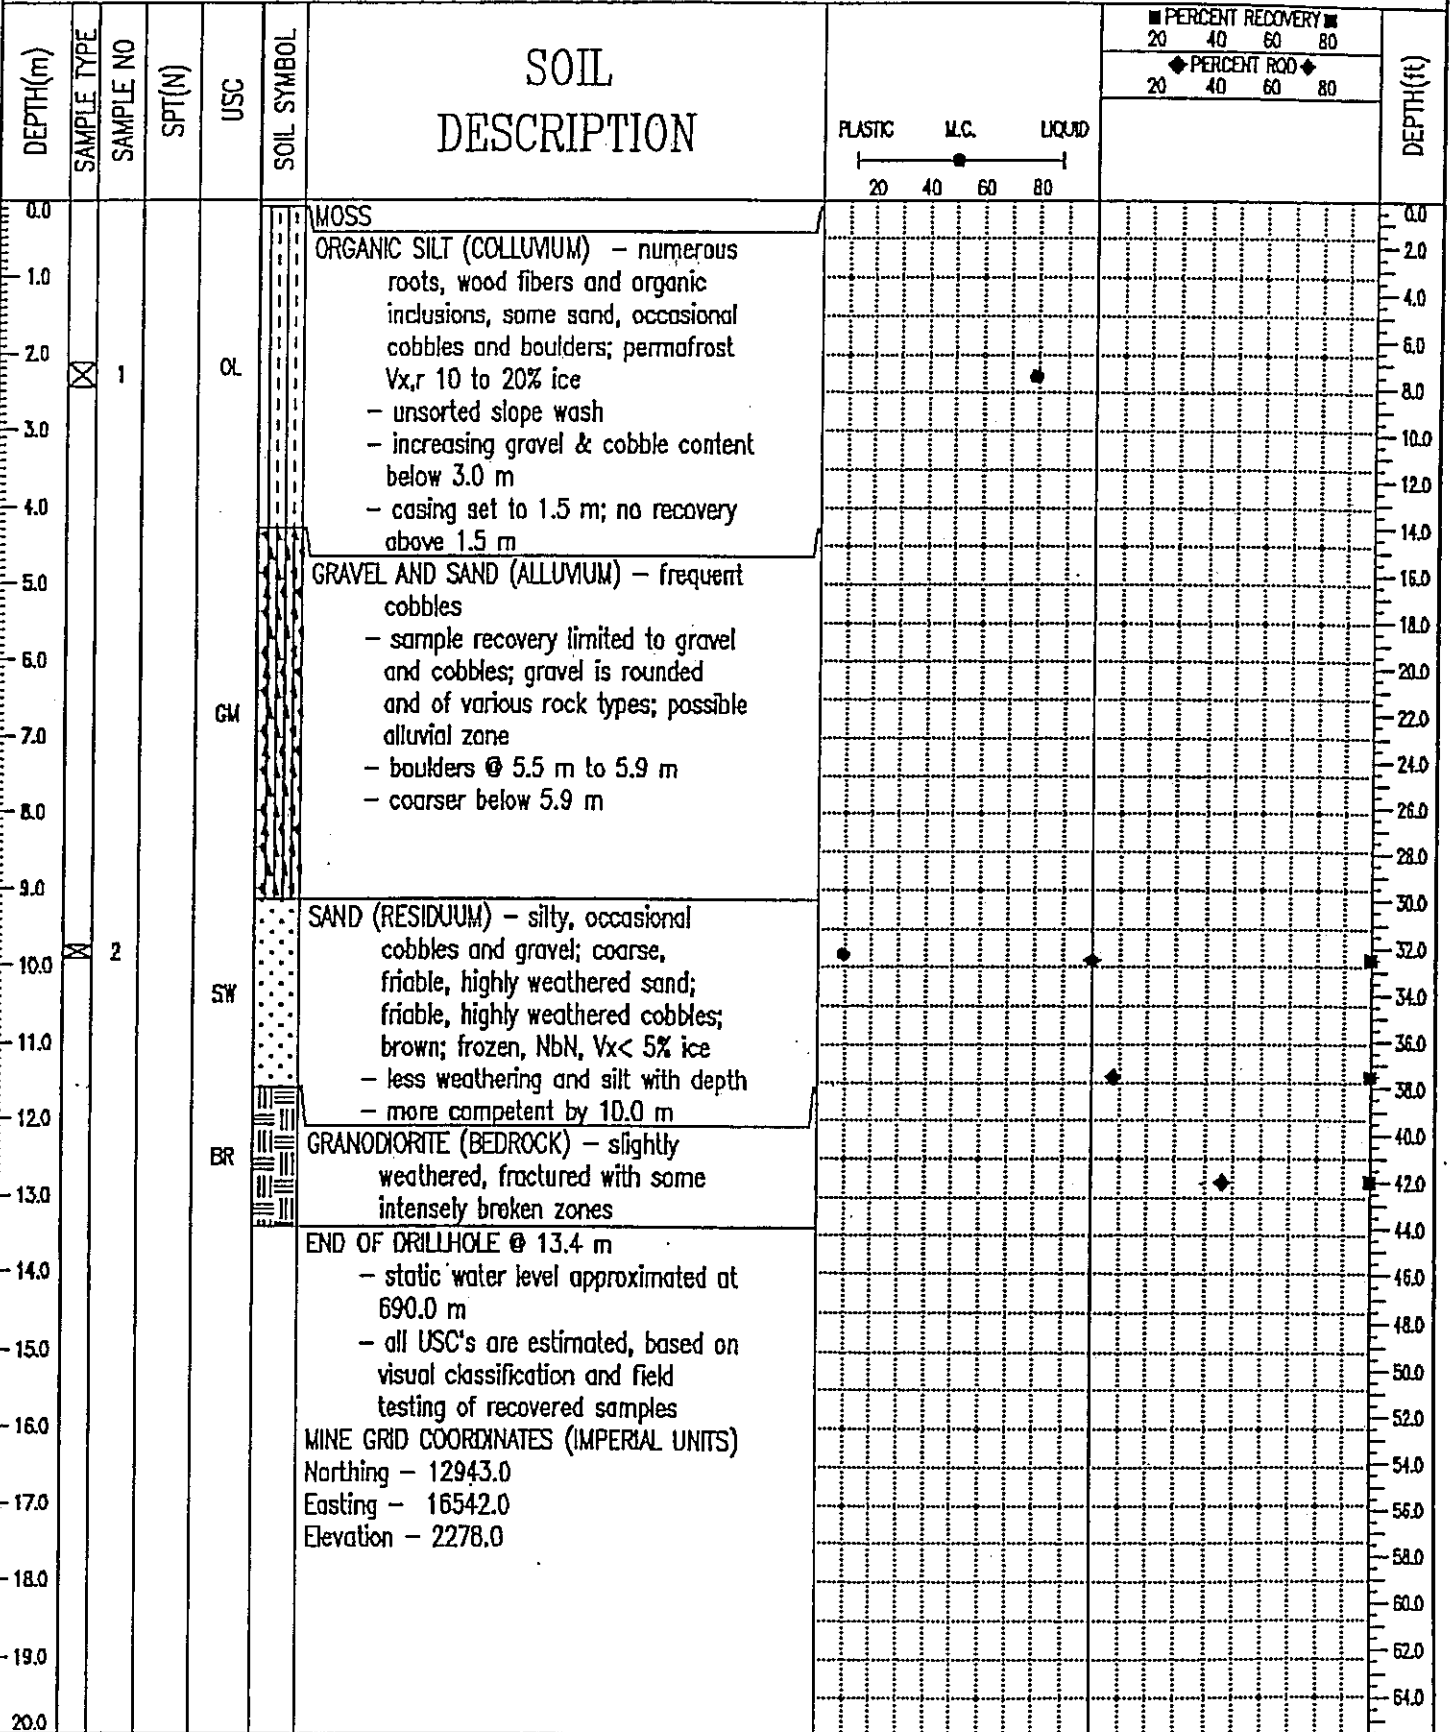 DEPTH(m)
SAMPLE TYPE
SAMPLE NO
SPT(N)
USC
SOIL SYMBOL
SOIL
DESCRIPTION
PLASTIC M.C. LIQUID
20 40 60 80
■ PERCENT RECOVERY ■
20 40 60 80
◆ PERCENT RQD ◆
20 40 60 80
DEPTH(ft)
0.0
1.0
2.0
3.0
4.0
5.0
6.0
7.0
8.0
9.0
10.0
11.0
12.0
13.0
14.0
15.0
16.0
17.0
18.0
19.0
20.0
1
2
OL
GM
SW
BR
MOSS
ORGANIC SILT (COLLUVIUM) – numerous
roots, wood fibers and organic
inclusions, some sand, occasional
cobbles and boulders; permafrost
Vx,r 10 to 20% ice
– unsorted slope wash
– increasing gravel & cobble content
below 3.0 m
– casing set to 1.5 m; no recovery
above 1.5 m
GRAVEL AND SAND (ALLUVIUM) – frequent
cobbles
– sample recovery limited to gravel
and cobbles; gravel is rounded
and of various rock types; possible
alluvial zone
– boulders @ 5.5 m to 5.9 m
– coarser below 5.9 m
SAND (RESIDUUM) – silty, occasional
cobbles and gravel; coarse,
friable, highly weathered sand;
friable, highly weathered cobbles;
brown; frozen, NbN, Vx< 5% ice
– less weathering and silt with depth
– more competent by 10.0 m
GRANODIORITE (BEDROCK) – slightly
weathered, fractured with some
intensely broken zones
END OF DRILLHOLE @ 13.4 m
– static water level approximated at
690.0 m
– all USC's are estimated, based on
visual classification and field
testing of recovered samples
MINE GRID COORDINATES (IMPERIAL UNITS)
Northing – 12943.0
Easting – 16542.0
Elevation – 2278.0
0.0
2.0
4.0
6.0
8.0
10.0
12.0
14.0
16.0
18.0
20.0
22.0
24.0
26.0
28.0
30.0
32.0
34.0
36.0
38.0
40.0
42.0
44.0
46.0
48.0
50.0
52.0
54.0
56.0
58.0
60.0
62.0
64.0